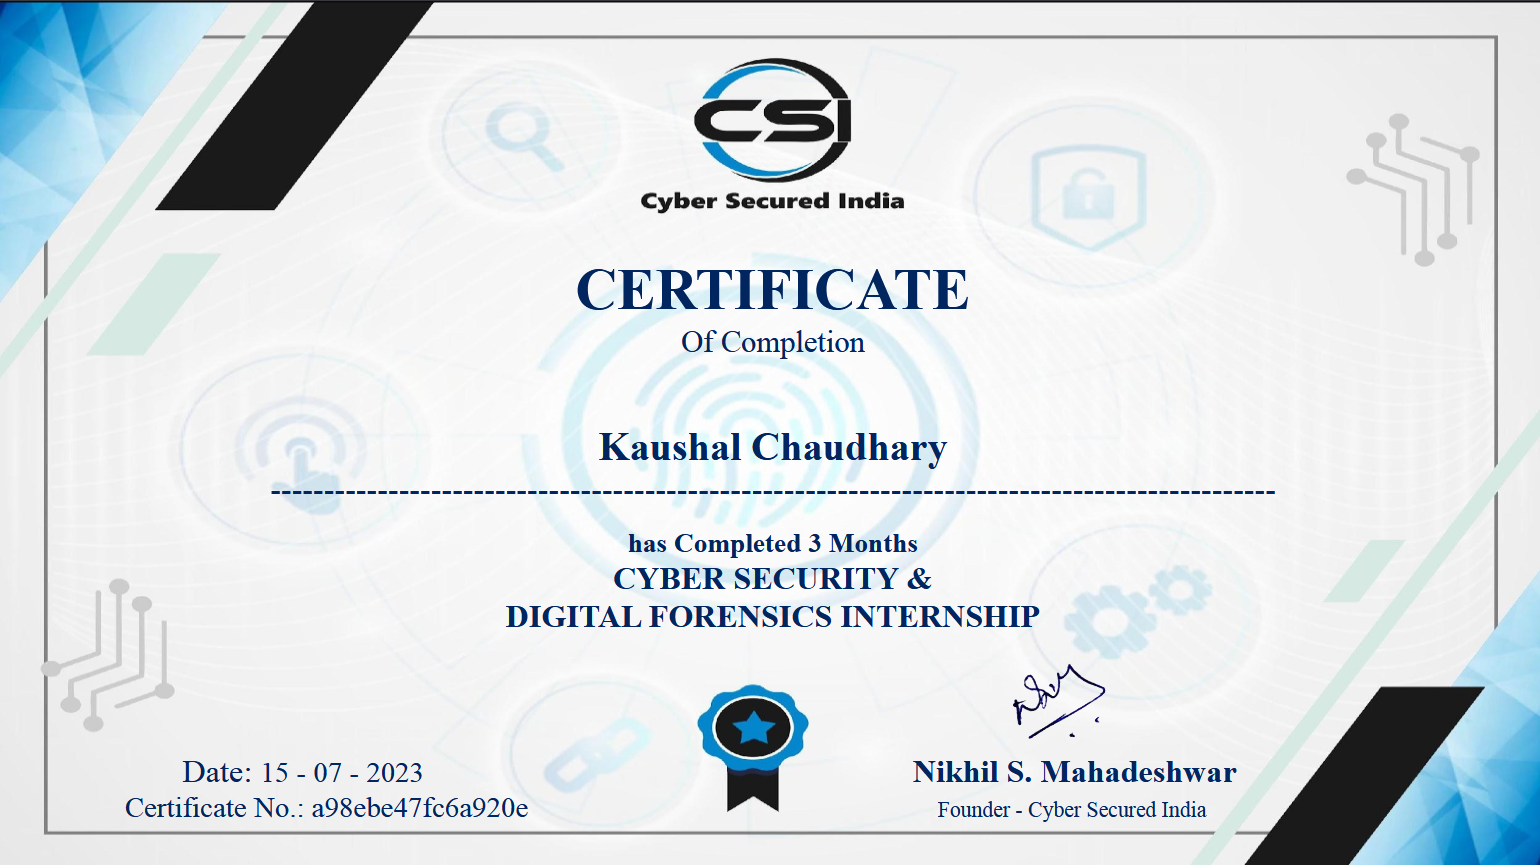 CSI
Cyber Secured India
CERTIFICATE
Of Completion
Kaushal Chaudhary
has Completed 3 Months
CYBER SECURITY &
DIGITAL FORENSICS INTERNSHIP
Date: 15 - 07 - 2023
Certificate No.: a98ebe47fc6a920e
Nikhil S. Mahadeshwar
Founder - Cyber Secured India